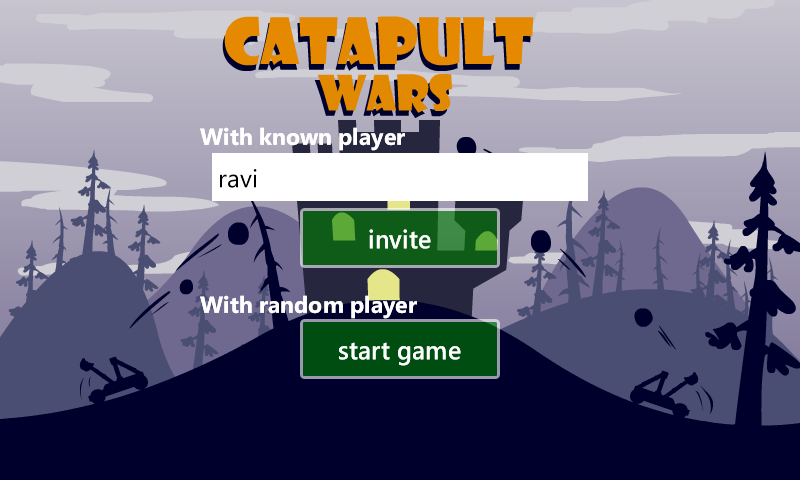 CATAPULT
WARS
With known player
ravi
invite
With random player
start game